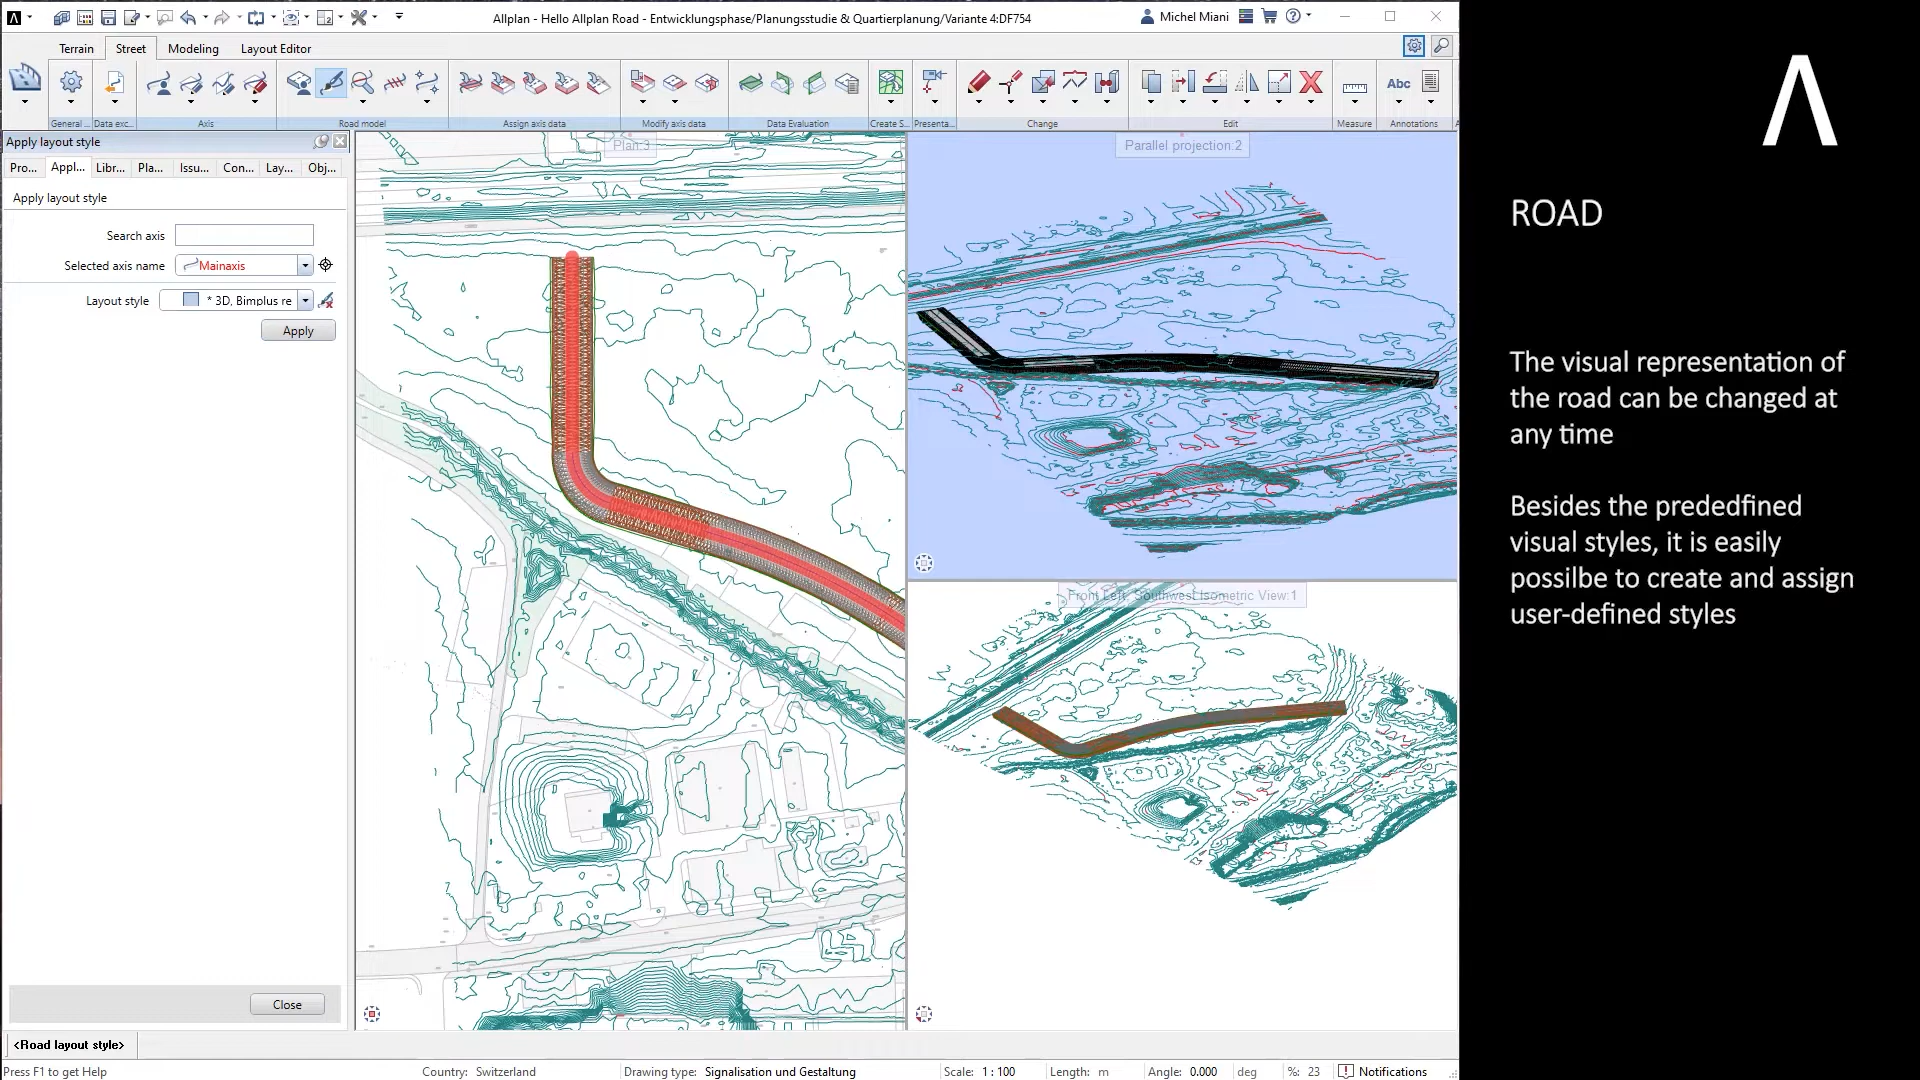 Allplan - Hello Allplan Road - Entwicklungsphase/Planungsstudie & Quartierplanung/Variante 4:DF754
Michel Miani
Terrain
Street
Modeling
Layout Editor
Abc
General ...
Data exc...
Axis
Road model
Assign axis data
Modify axis data
Data Evaluation
Create S...
Presenta...
Change
Edit
Measure
Annotations
Apply layout style
Pro...
Appl...
Libr...
Pla...
Issu...
Con...
Lay...
Obj...
Apply layout style
Search axis
Selected axis name
Mainaxis
Layout style
* 3D, Bimplus re
Apply
Close
Plan:3
Parallel projection:2
Front Left, Southwest Isometric View:1
<Road layout style>
Press F1 to get Help
Country: Switzerland
Drawing type: Signalisation und Gestaltung
Scale: 1 : 100
Length: m
Angle: 0.000 deg
%: 23
Notifications
ROAD
The visual representation of
the road can be changed at
any time
Besides the prededfined
visual styles, it is easily
possilbe to create and assign
user-defined styles